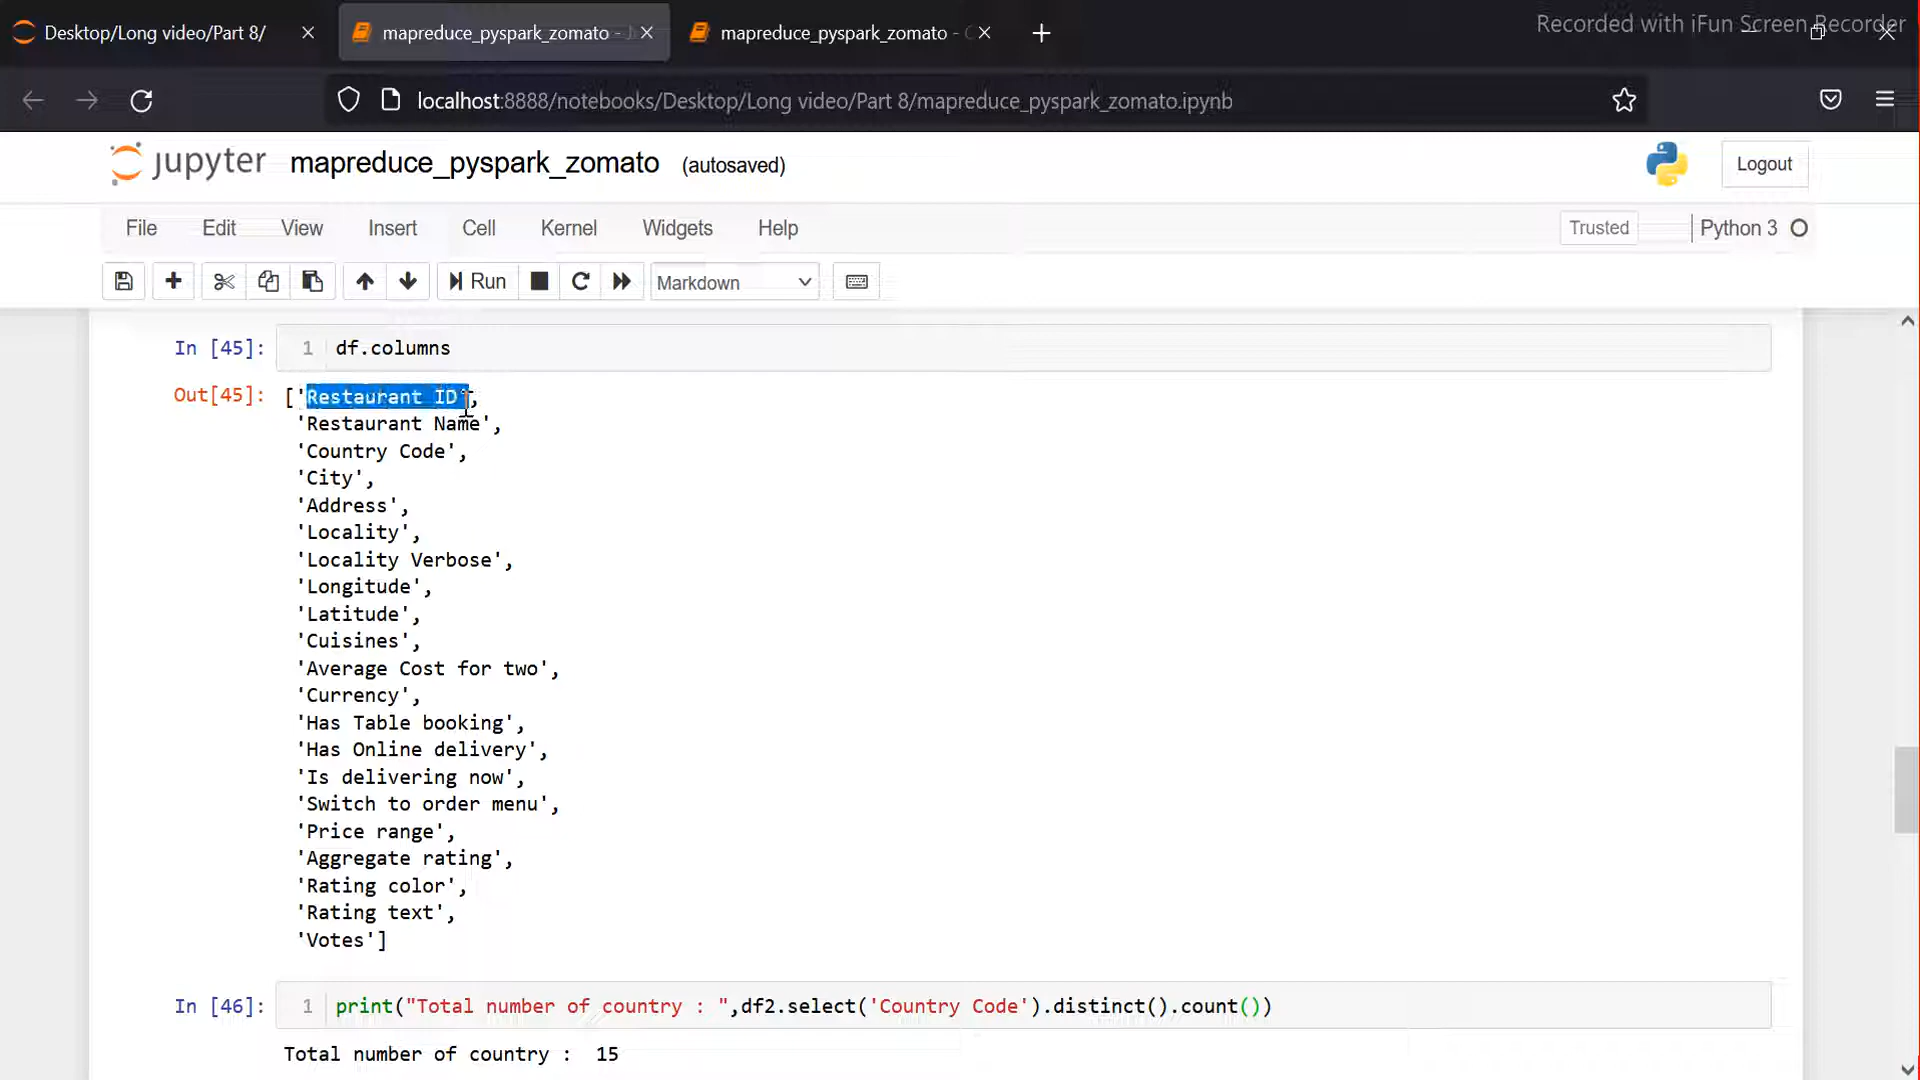 Recorded with iFun Screen Recorder
Desktop/Long video/Part 8/
mapreduce_pyspark_zomato - J
mapreduce_pyspark_zomato -
localhost:8888/notebooks/Desktop/Long video/Part 8/mapreduce_pyspark_zomato.ipynb
jupyter mapreduce_pyspark_zomato (autosaved)
Logout
File Edit View Insert Cell Kernel Widgets Help
Trusted Python 3
Run Markdown
In [45]: 1 df.columns
Out[45]: ['Restaurant ID',
'Restaurant Name',
'Country Code',
'City',
'Address',
'Locality',
'Locality Verbose',
'Longitude',
'Latitude',
'Cuisines',
'Average Cost for two',
'Currency',
'Has Table booking',
'Has Online delivery',
'Is delivering now',
'Switch to order menu',
'Price range',
'Aggregate rating',
'Rating color',
'Rating text',
'Votes']
In [46]: 1 print("Total number of country : ",df2.select('Country Code').distinct().count())
Total number of country :  15